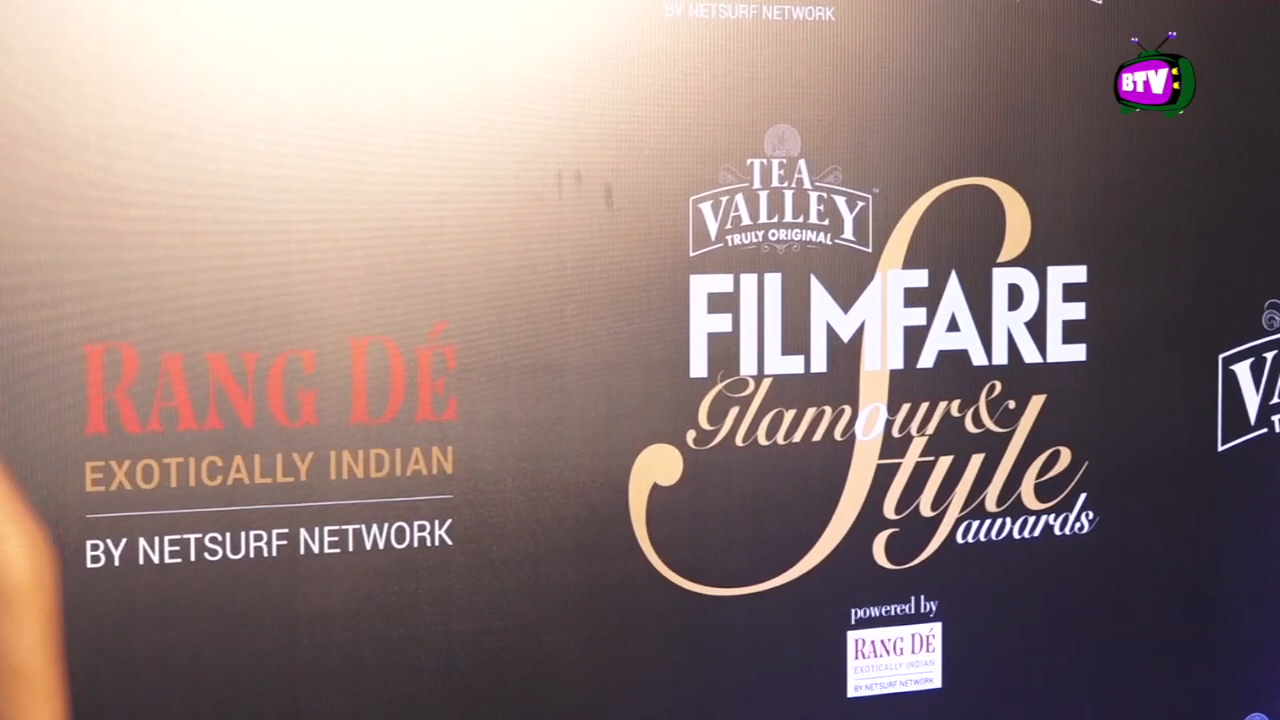 BY NETSURF NETWORK
BTV
TEA
VALLEY
TRULY ORIGINAL
FILMFARE
Glamour &
Style
awards
RANG DÉ
EXOTICALLY INDIAN
BY NETSURF NETWORK
powered by
RANG DÉ
EXOTICALLY INDIAN
BY NETSURF NETWORK